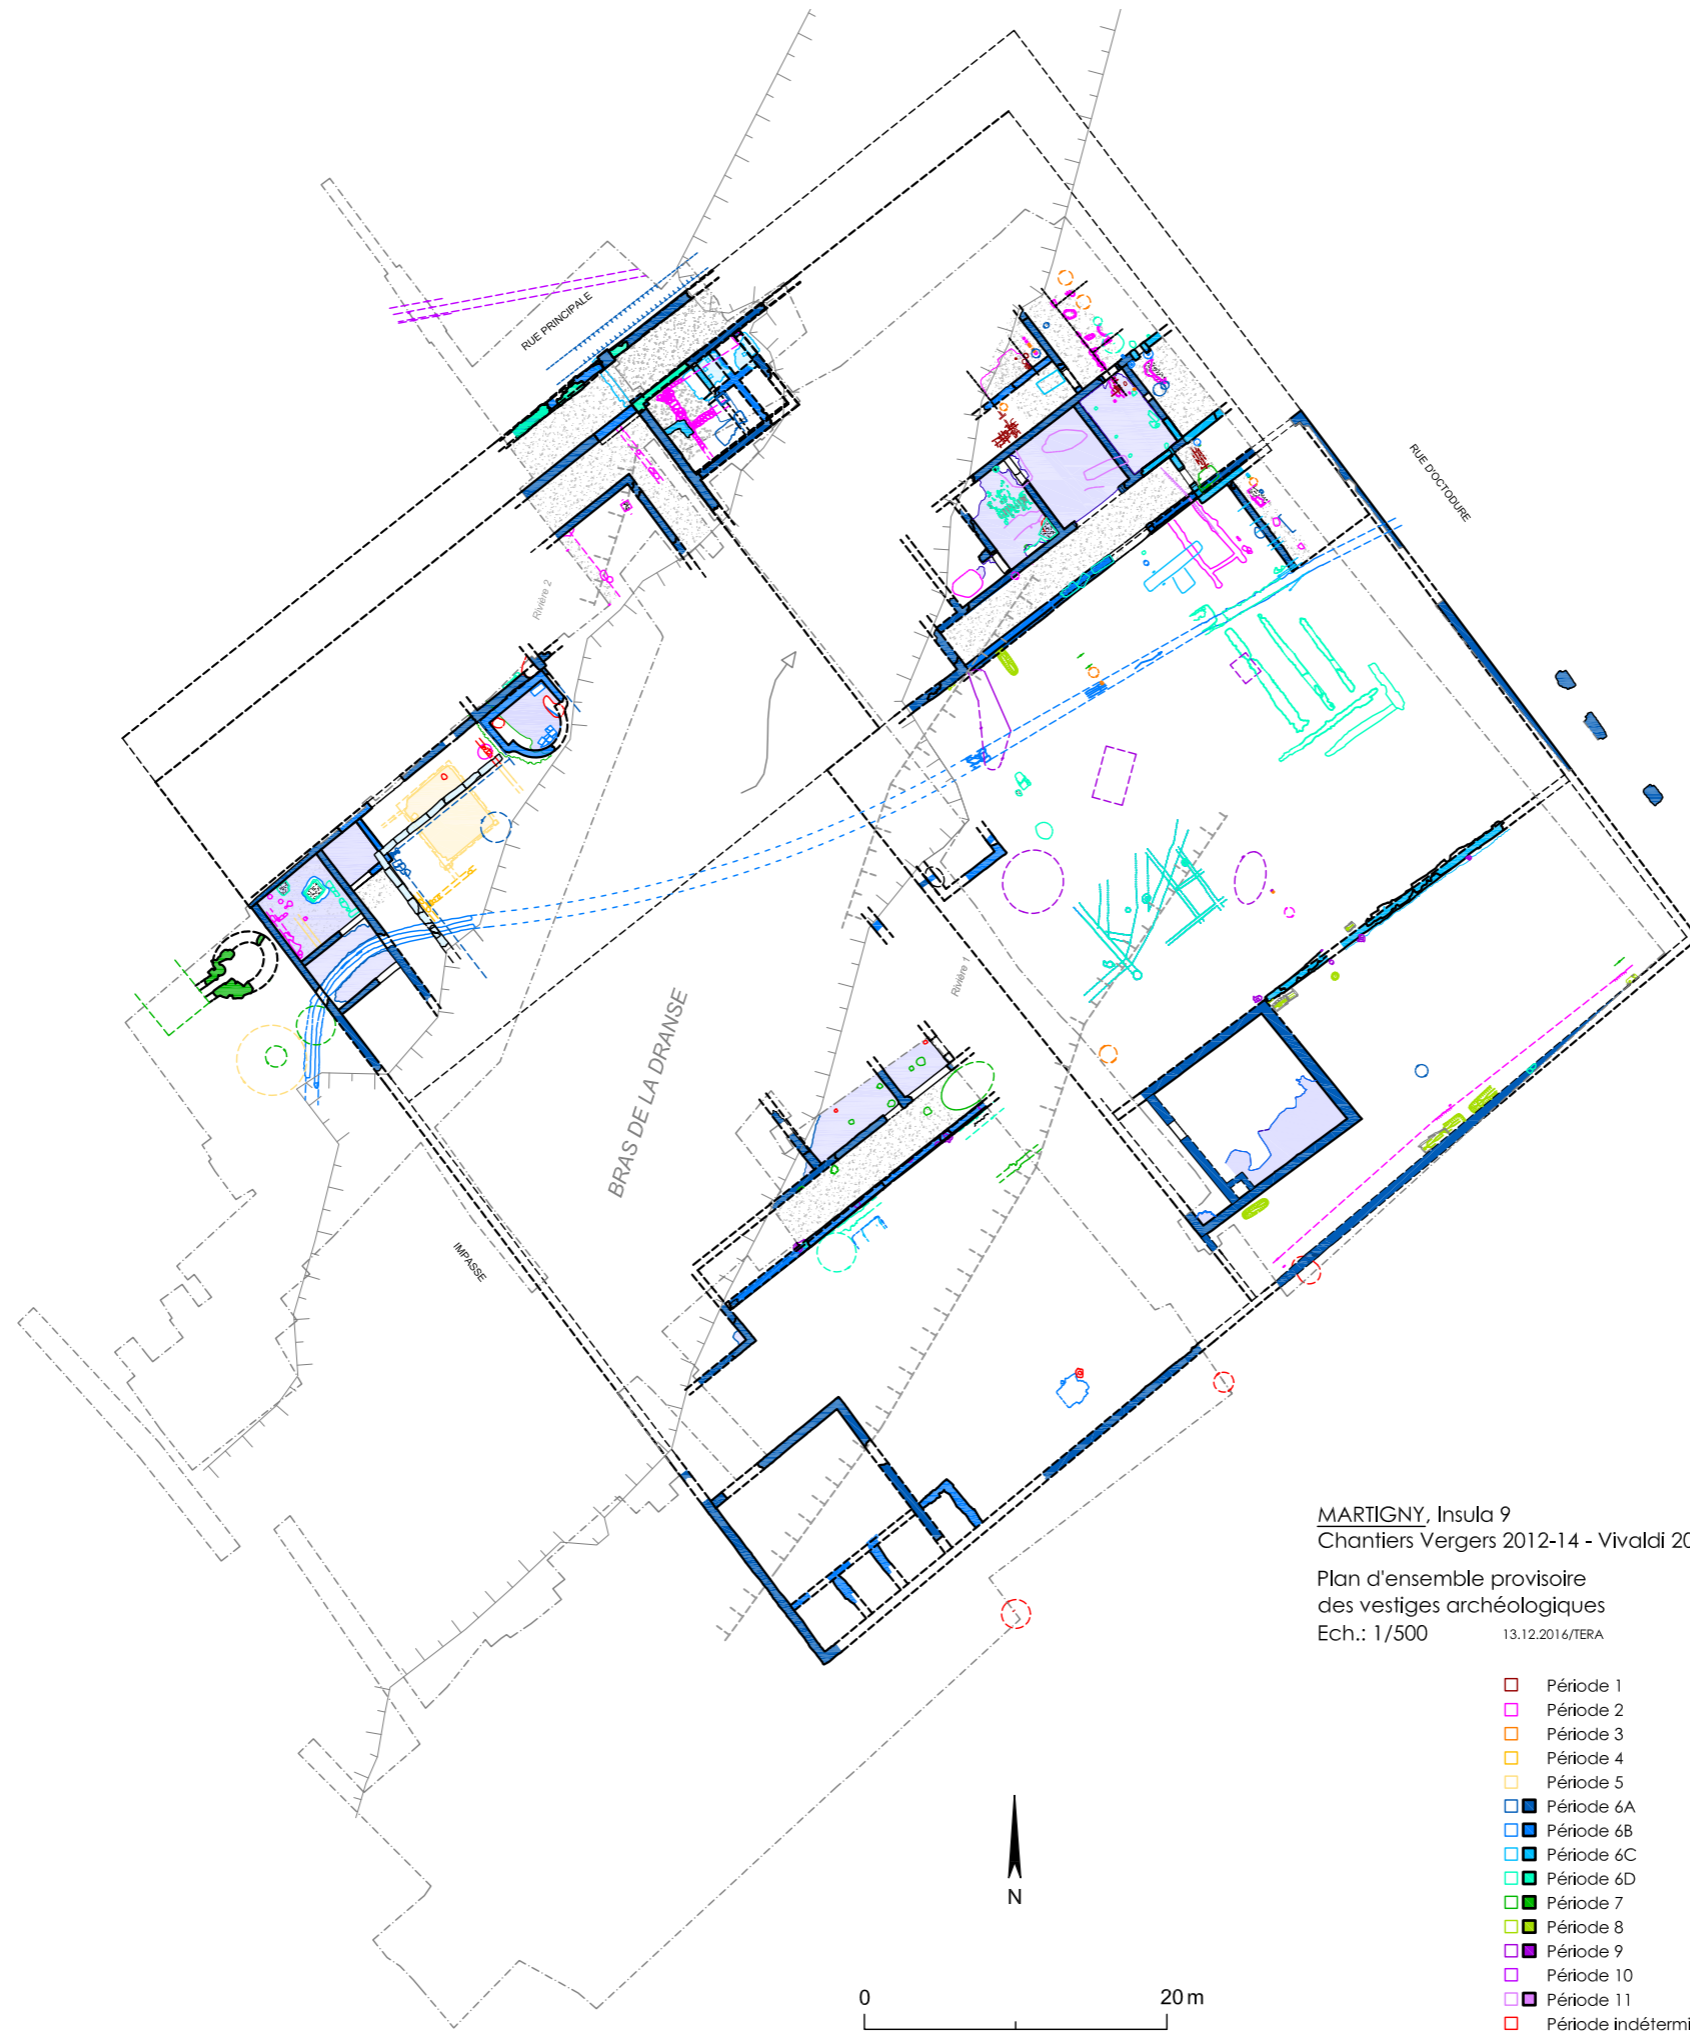 RUE PRINCIPALE
RUE D'OCTODURE
Rivière 2
Rivière 1
BRAS DE LA DRANSE
IMPASSE
MARTIGNY, Insula 9
Chantiers Vergers 2012-14 - Vivaldi 20
Plan d'ensemble provisoire
des vestiges archéologiques
Ech.: 1/500 13.12.2016/TERA
Période 1
Période 2
Période 3
Période 4
Période 5
Période 6A
Période 6B
Période 6C
Période 6D
Période 7
Période 8
Période 9
Période 10
Période 11
Période indétermi
N
0 20 m